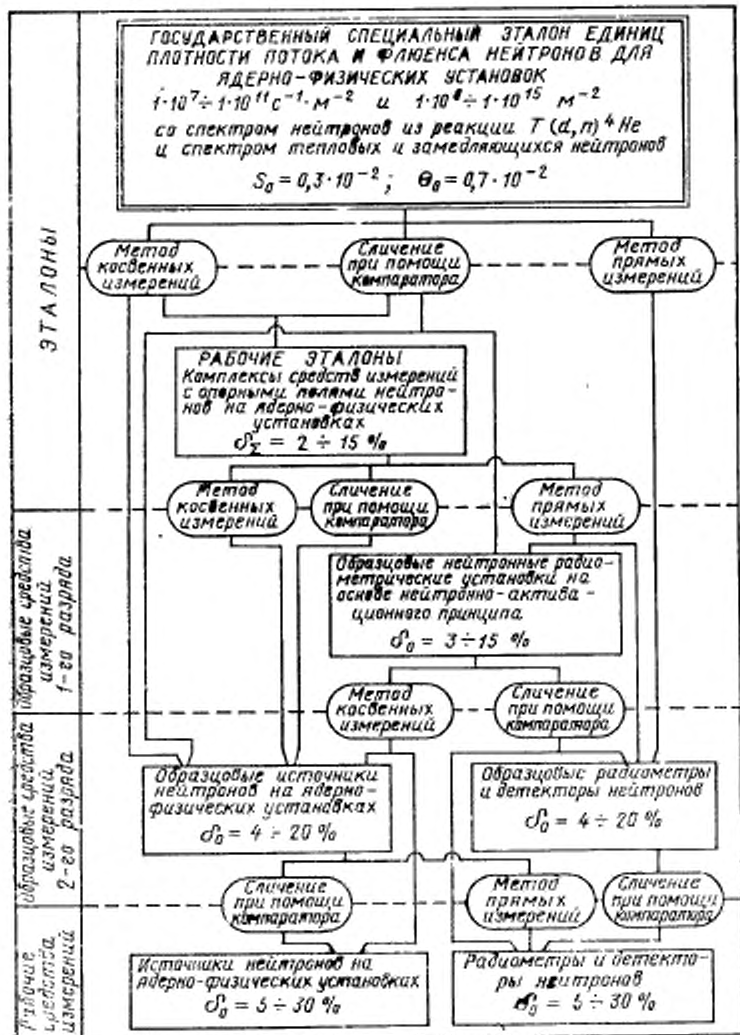 ГОСУДАРСТВЕННЫЙ СПЕЦИАЛЬНЫЙ ЭТАЛОН ЕДИНИЦ
ПЛОТНОСТИ ПОТОКА И ФЛЮЕНСА НЕЙТРОНОВ ДЛЯ
ЯДЕРНО-ФИЗИЧЕСКИХ УСТАНОВОК
1·10⁷÷1·10¹¹ с⁻¹·м⁻² и 1·10⁸÷1·10¹⁵ м⁻²
со спектром нейтронов из реакции T(d,n)⁴He
и спектром тепловых и замедляющихся нейтронов
S₀ = 0,3·10⁻²; Θ₀ = 0,7·10⁻²
ЭТАЛОНЫ
Метод
косвенных
измерений
Сличение
при помощи
компаратора
Метод
прямых
измерений
РАБОЧИЕ ЭТАЛОНЫ
Комплексы средств измерений
с опорными полями нейтро-
нов на ядерно-физических
установках
δ_Σ = 2 ÷ 15 %
Метод
косвенных
измерений
Сличение
при помощи
компаратора
Метод
прямых
измерений
Образцовые средства
измерений
1-го разряда
Образцовые нейтронные радио-
метрические установки на
основе нейтронно-актива-
ционного принципа
δ₀ = 3÷15 %
Метод
косвенных
измерений
Сличение
при помощи
компаратора
Образцовые средства
измерений
2-го разряда
Образцовые источники
нейтронов на ядерно-
физических установках
δ₀ = 4 ÷ 20 %
Образцовые радиометры
и детекторы нейтронов
δ₀ = 4 ÷ 20 %
Сличение
при помощи
компаратора
Метод
прямых
измерений
Сличение
при помощи
компаратора
Рабочие
средства
измерений
Источники нейтронов на
ядерно-физических установках
δ₀ = 5 ÷ 30 %
Радиометры и детекто-
ры нейтронов
δ₀ = 5 ÷ 30 %